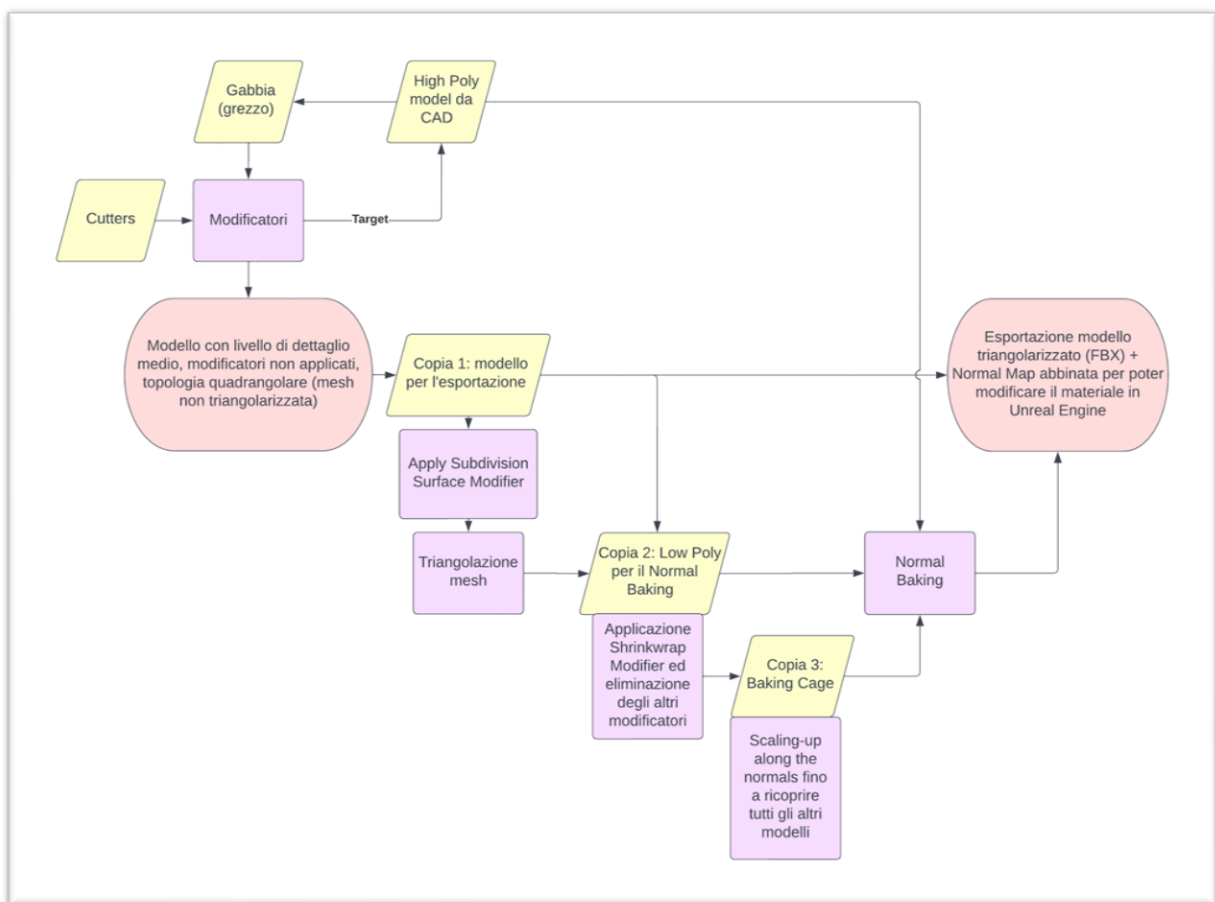 Gabbia
(grezzo)
High Poly
model da
CAD
Cutters
Modificatori
Target
Modello con livello di dettaglio
medio, modificatori non applicati,
topologia quadrangolare (mesh
non triangolarizzata)
Copia 1: modello
per l'esportazione
Esportazione modello
triangolarizzato (FBX) +
Normal Map abbinata per poter
modificare il materiale in
Unreal Engine
Apply Subdivision
Surface Modifier
Triangolazione
mesh
Copia 2: Low Poly
per il Normal
Baking
Normal
Baking
Applicazione
Shrinkwrap
Modifier ed
eliminazione
degli altri
modificatori
Copia 3:
Baking Cage
Scaling-up
along the
normals fino
a ricoprire
tutti gli altri
modelli